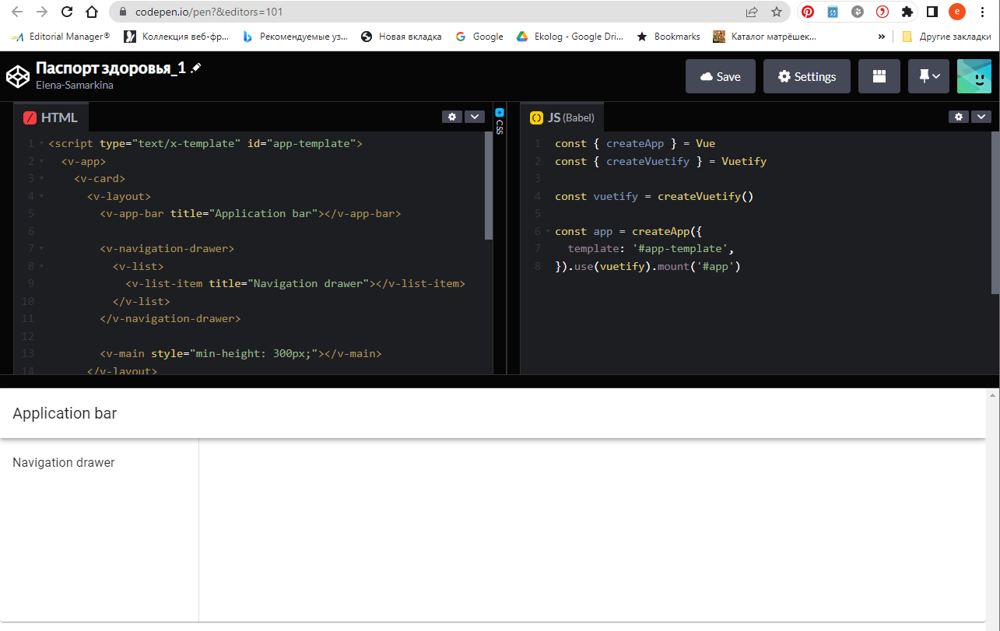 codepen.io/pen?&editors=101
Editorial Manager® Коллекция веб-фр... Рекомендуемые уз... Новая вкладка Google Ekolog - Google Dri... Bookmarks Каталог матрёшек... » Другие закладки
Паспорт здоровья_1
Elena-Samarkina
Save Settings
HTML
1 <script type="text/x-template" id="app-template">
2 <v-app>
3 <v-card>
4 <v-layout>
5 <v-app-bar title="Application bar"></v-app-bar>
6
7 <v-navigation-drawer>
8 <v-list>
9 <v-list-item title="Navigation drawer"></v-list-item>
10 </v-list>
11 </v-navigation-drawer>
12
13 <v-main style="min-height: 300px;"></v-main>
14 </v-layout>
CSS
JS (Babel)
1 const { createApp } = Vue
2 const { createVuetify } = Vuetify
3
4 const vuetify = createVuetify()
5
6 const app = createApp({
7 template: '#app-template',
8 }).use(vuetify).mount('#app')
Application bar
Navigation drawer